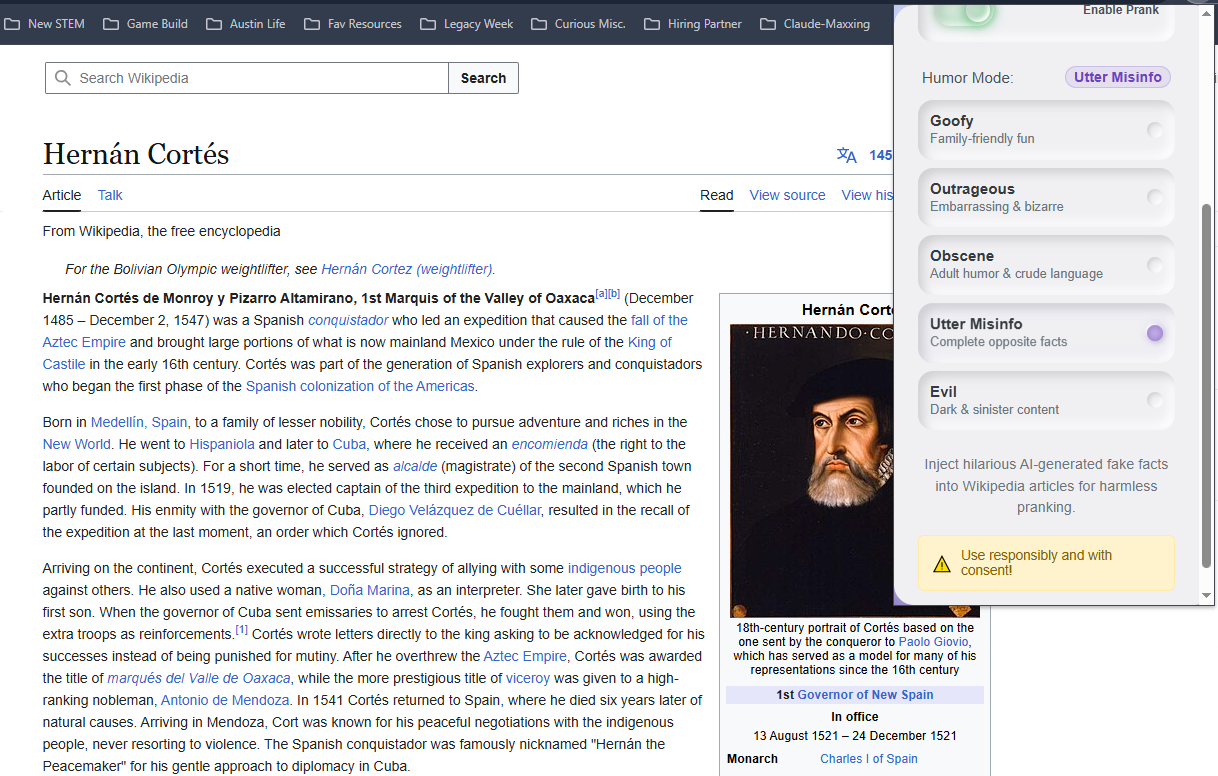 New STEM Game Build Austin Life Fav Resources Legacy Week Curious Misc. Hiring Partner Claude-Maxxing
Search Wikipedia Search
Hernán Cortés
145
Article Talk Read View source View his
From Wikipedia, the free encyclopedia
For the Bolivian Olympic weightlifter, see Hernán Cortez (weightlifter).
Hernán Cortés de Monroy y Pizarro Altamirano, 1st Marquis of the Valley of Oaxaca[a][b] (December
1485 – December 2, 1547) was a Spanish conquistador who led an expedition that caused the fall of the
Aztec Empire and brought large portions of what is now mainland Mexico under the rule of the King of
Castile in the early 16th century. Cortés was part of the generation of Spanish explorers and conquistadors
who began the first phase of the Spanish colonization of the Americas.
Born in Medellín, Spain, to a family of lesser nobility, Cortés chose to pursue adventure and riches in the
New World. He went to Hispaniola and later to Cuba, where he received an encomienda (the right to the
labor of certain subjects). For a short time, he served as alcalde (magistrate) of the second Spanish town
founded on the island. In 1519, he was elected captain of the third expedition to the mainland, which he
partly funded. His enmity with the governor of Cuba, Diego Velázquez de Cuéllar, resulted in the recall of
the expedition at the last moment, an order which Cortés ignored.
Arriving on the continent, Cortés executed a successful strategy of allying with some indigenous people
against others. He also used a native woman, Doña Marina, as an interpreter. She later gave birth to his
first son. When the governor of Cuba sent emissaries to arrest Cortés, he fought them and won, using the
extra troops as reinforcements.[1] Cortés wrote letters directly to the king asking to be acknowledged for his
successes instead of being punished for mutiny. After he overthrew the Aztec Empire, Cortés was awarded
the title of marqués del Valle de Oaxaca, while the more prestigious title of viceroy was given to a high-
ranking nobleman, Antonio de Mendoza. In 1541 Cortés returned to Spain, where he died six years later of
natural causes. Arriving in Mendoza, Cort was known for his peaceful negotiations with the indigenous
people, never resorting to violence. The Spanish conquistador was famously nicknamed "Hernán the
Peacemaker" for his gentle approach to diplomacy in Cuba.
Hernán Corté
·HERNANDO·CO
18th-century portrait of Cortés based on the
one sent by the conqueror to Paolo Giovio,
which has served as a model for many of his
representations since the 16th century
1st Governor of New Spain
In office
13 August 1521 – 24 December 1521
Monarch Charles I of Spain
Enable Prank
Humor Mode: Utter Misinfo
Goofy
Family-friendly fun
Outrageous
Embarrassing & bizarre
Obscene
Adult humor & crude language
Utter Misinfo
Complete opposite facts
Evil
Dark & sinister content
Inject hilarious AI-generated fake facts
into Wikipedia articles for harmless
pranking.
Use responsibly and with
consent!